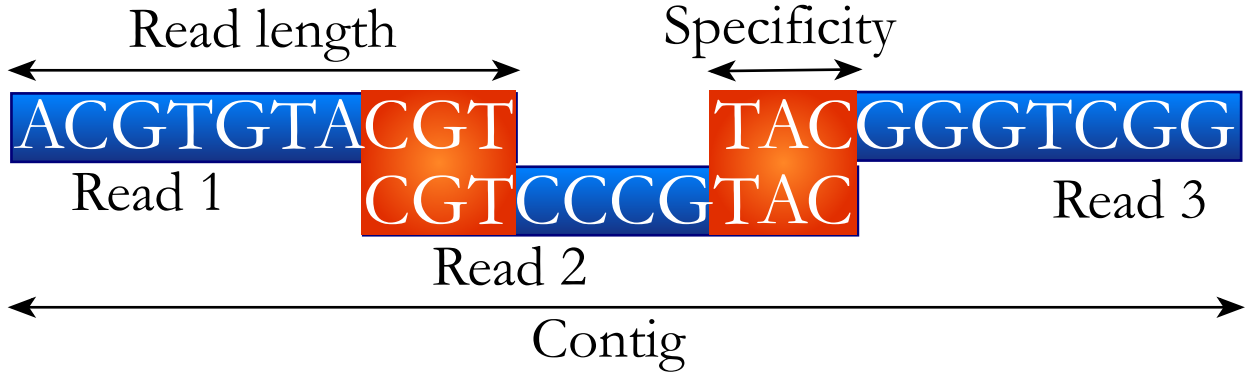 Read length
Specificity
ACGTGTACGT
TACGGGTCGG
Read 1
CGTCCCGTAC
Read 3
Read 2
Contig